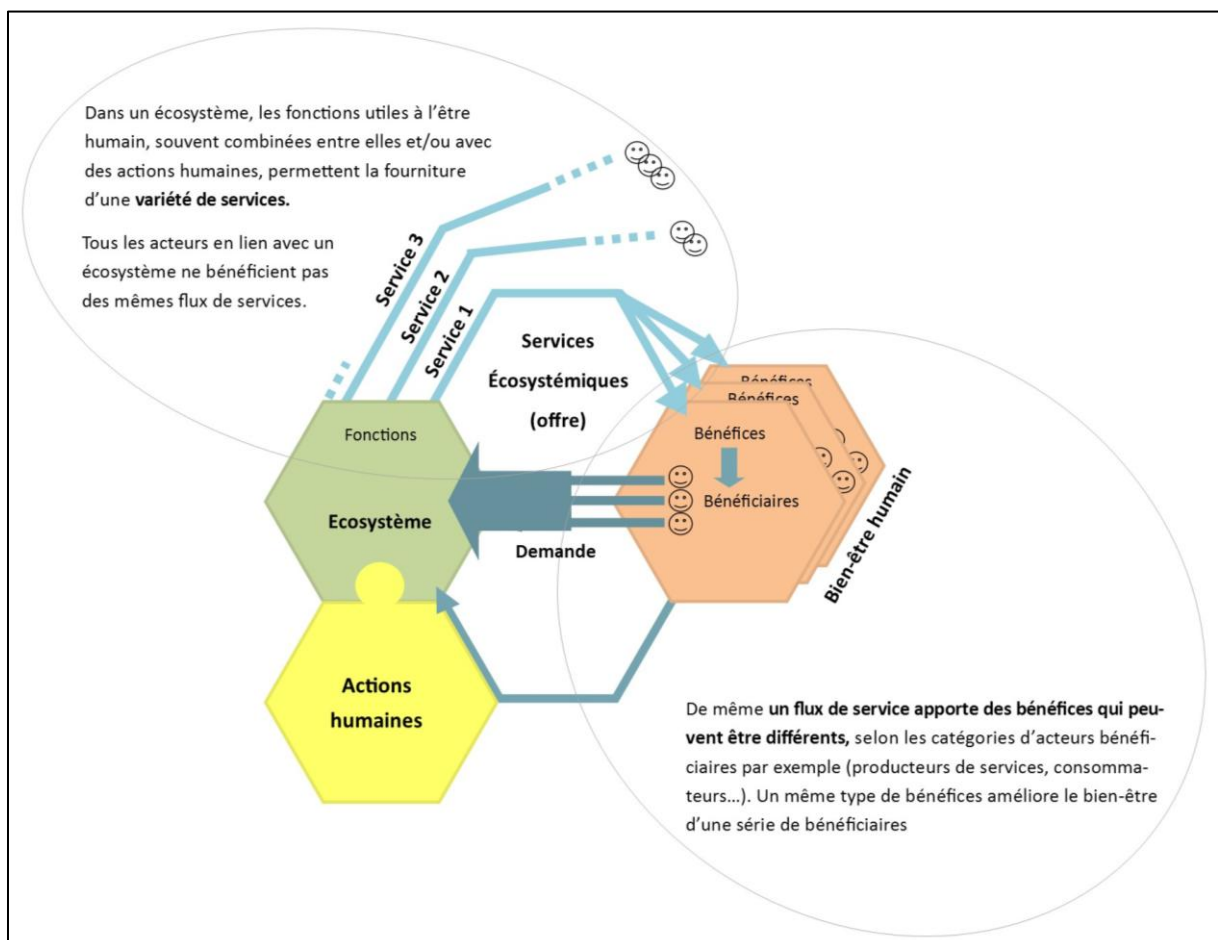 Dans un écosystème, les fonctions utiles à l’être
humain, souvent combinées entre elles et/ou avec
des actions humaines, permettent la fourniture
d’une variété de services.
Tous les acteurs en lien avec un
écosystème ne bénéficient pas
des mêmes flux de services.
Service 3
Service 2
Service 1
Services
Écosystémiques
(offre)
Bénéfices
Bénéfices
Bénéfices
Bénéficiaires
Bien-être humain
Fonctions
Ecosystème
Demande
Actions
humaines
De même un flux de service apporte des bénéfices qui peu-
vent être différents, selon les catégories d’acteurs bénéfi-
ciaires par exemple (producteurs de services, consomma-
teurs...). Un même type de bénéfices améliore le bien-être
d’une série de bénéficiaires